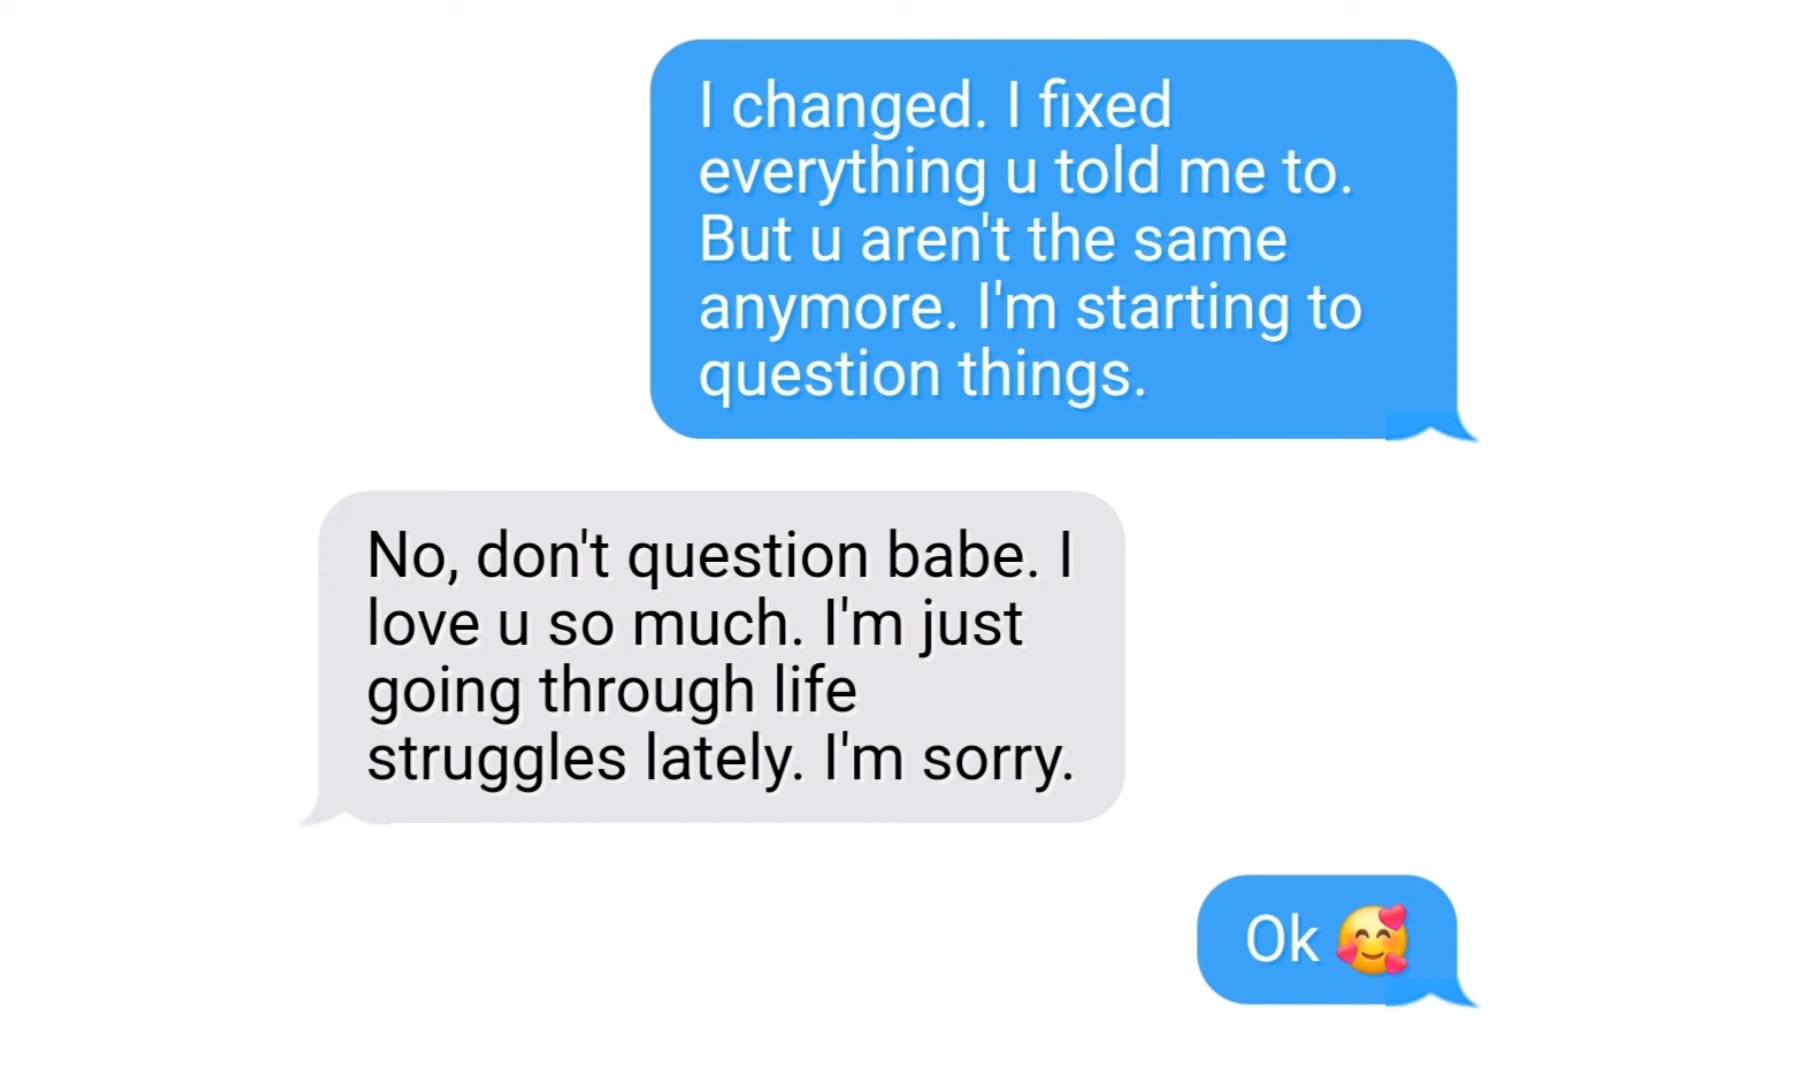 I changed. I fixed
everything u told me to.
But u aren't the same
anymore. I'm starting to
question things.
No, don't question babe. I
love u so much. I'm just
going through life
struggles lately. I'm sorry.
Ok 🥰